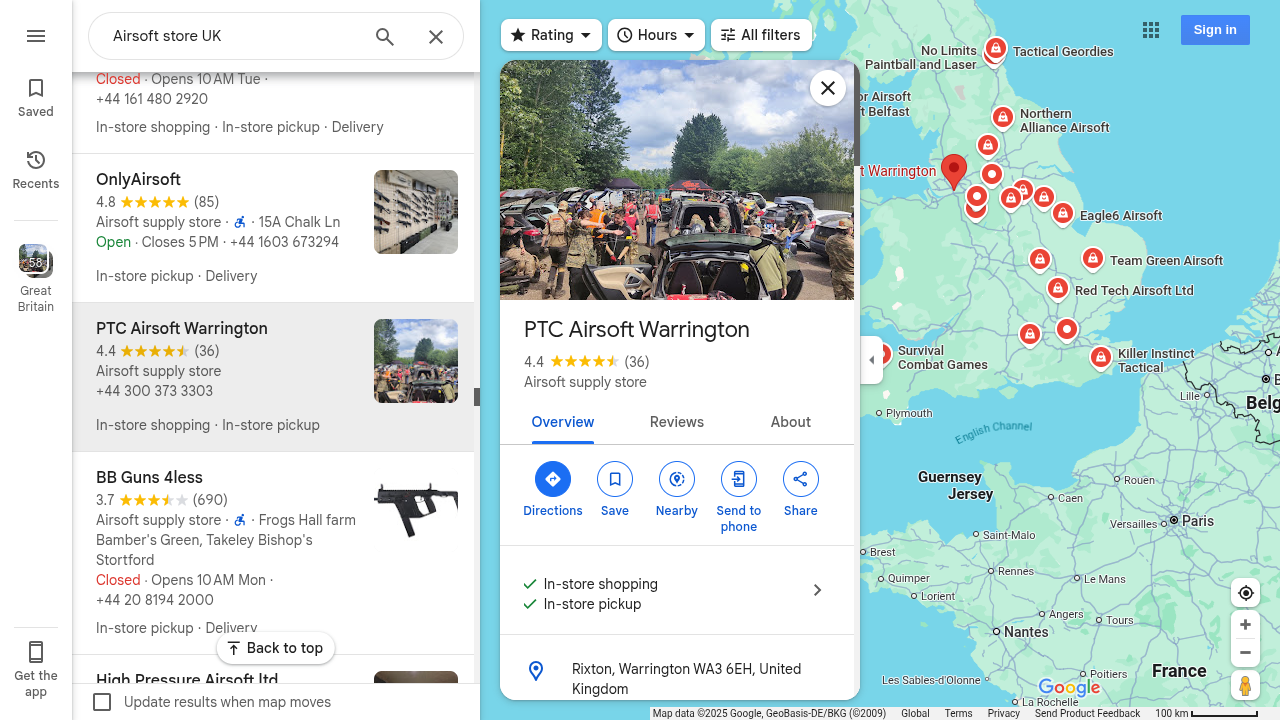 Airsoft store UK
Saved
Recents
58
Great
Britain
Get the
app
Closed · Opens 10 AM Tue ·
+44 161 480 2920
In-store shopping · In-store pickup · Delivery
OnlyAirsoft
4.8 (85)
Airsoft supply store · · 15A Chalk Ln
Open · Closes 5 PM · +44 1603 673294
In-store pickup · Delivery
PTC Airsoft Warrington
4.4 (36)
Airsoft supply store
+44 300 373 3303
In-store shopping · In-store pickup
BB Guns 4less
3.7 (690)
Airsoft supply store · · Frogs Hall farm
Bamber's Green, Takeley Bishop's
Stortford
Closed · Opens 10 AM Mon ·
+44 20 8194 2000
In-store pickup · Delivery
Back to top
High Pressure Airsoft ltd
Update results when map moves
Rating
Hours
All filters
Sign in
PTC Airsoft Warrington
4.4 (36)
Airsoft supply store
Overview
Reviews
About
Directions
Save
Nearby
Send to
phone
Share
In-store shopping
In-store pickup
Rixton, Warrington WA3 6EH, United
Kingdom
No Limits
Paintball and Laser
Tactical Geordies
or Airsoft
t Belfast
Northern
Alliance Airsoft
t Warrington
Eagle6 Airsoft
Team Green Airsoft
Red Tech Airsoft Ltd
Survival
Combat Games
Killer Instinct
Tactical
Plymouth
English Channel
Lille
Belg
Guernsey
Jersey
Rouen
Caen
Versailles
Paris
Saint-Malo
Brest
Rennes
Le Mans
Quimper
Lorient
Angers
Tours
Nantes
Poitiers
France
Les Sables-d'Olonne
La Rochelle
Google
Map data ©2025 Google, GeoBasis-DE/BKG (©2009)
Global
Terms
Privacy
Send Product Feedback
100 km